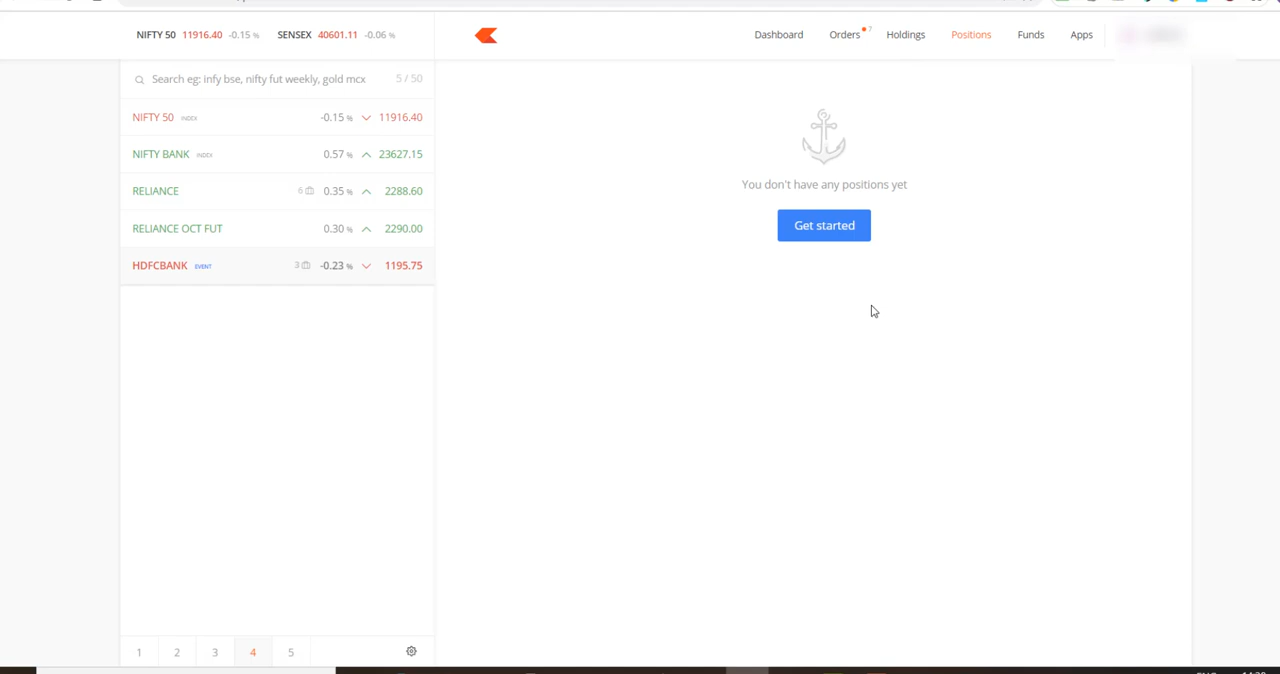 NIFTY 50 11916.40 -0.15 % SENSEX 40601.11 -0.06 %
Dashboard Orders 7 Holdings Positions Funds Apps
Search eg: infy bse, nifty fut weekly, gold mcx 5 / 50
NIFTY 50 INDEX -0.15 % 11916.40
NIFTY BANK INDEX 0.57 % 23627.15
RELIANCE 6 0.35 % 2288.60
RELIANCE OCT FUT 0.30 % 2290.00
HDFCBANK EVENT 3 -0.23 % 1195.75
You don't have any positions yet
Get started
1 2 3 4 5